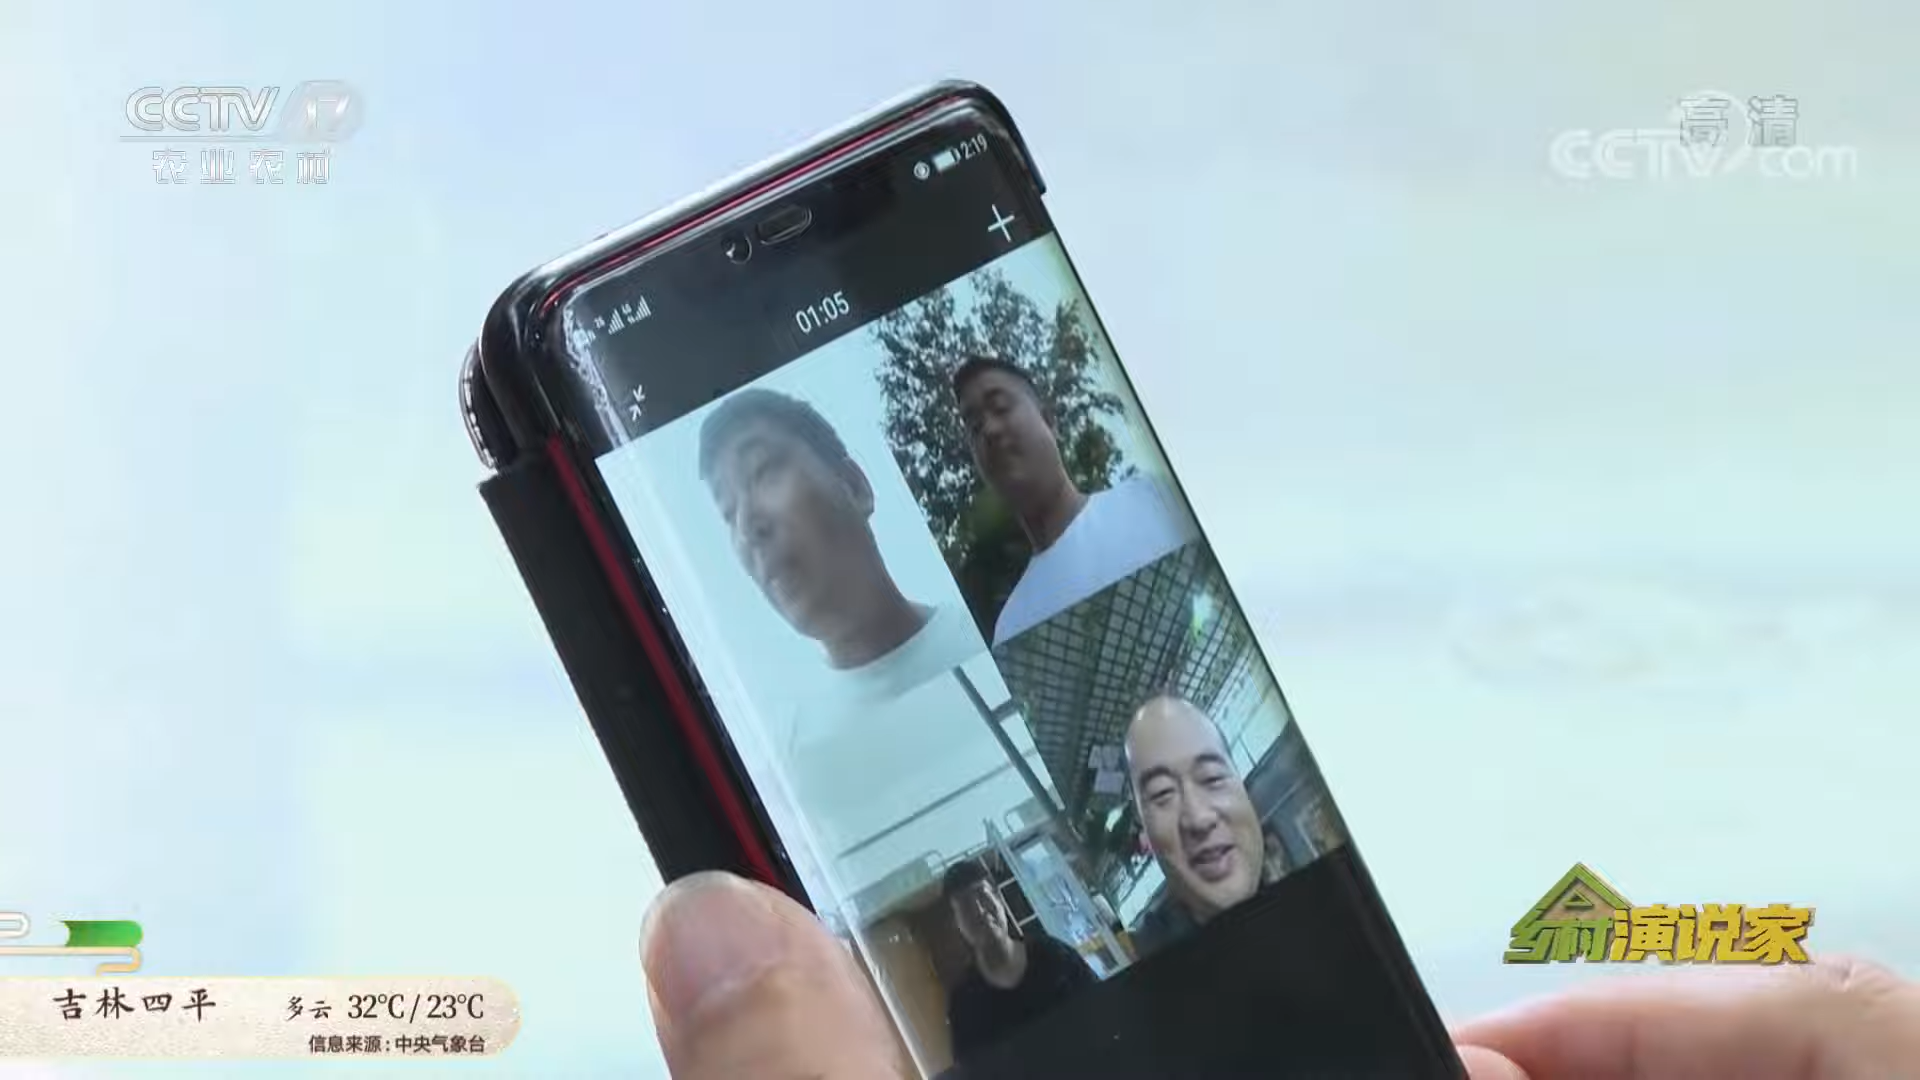 CCTV 17
农业农村
高清
CCTV.com
2:19
01:05
乡村演说家
吉林四平
多云 32℃/23℃
信息来源:中央气象台